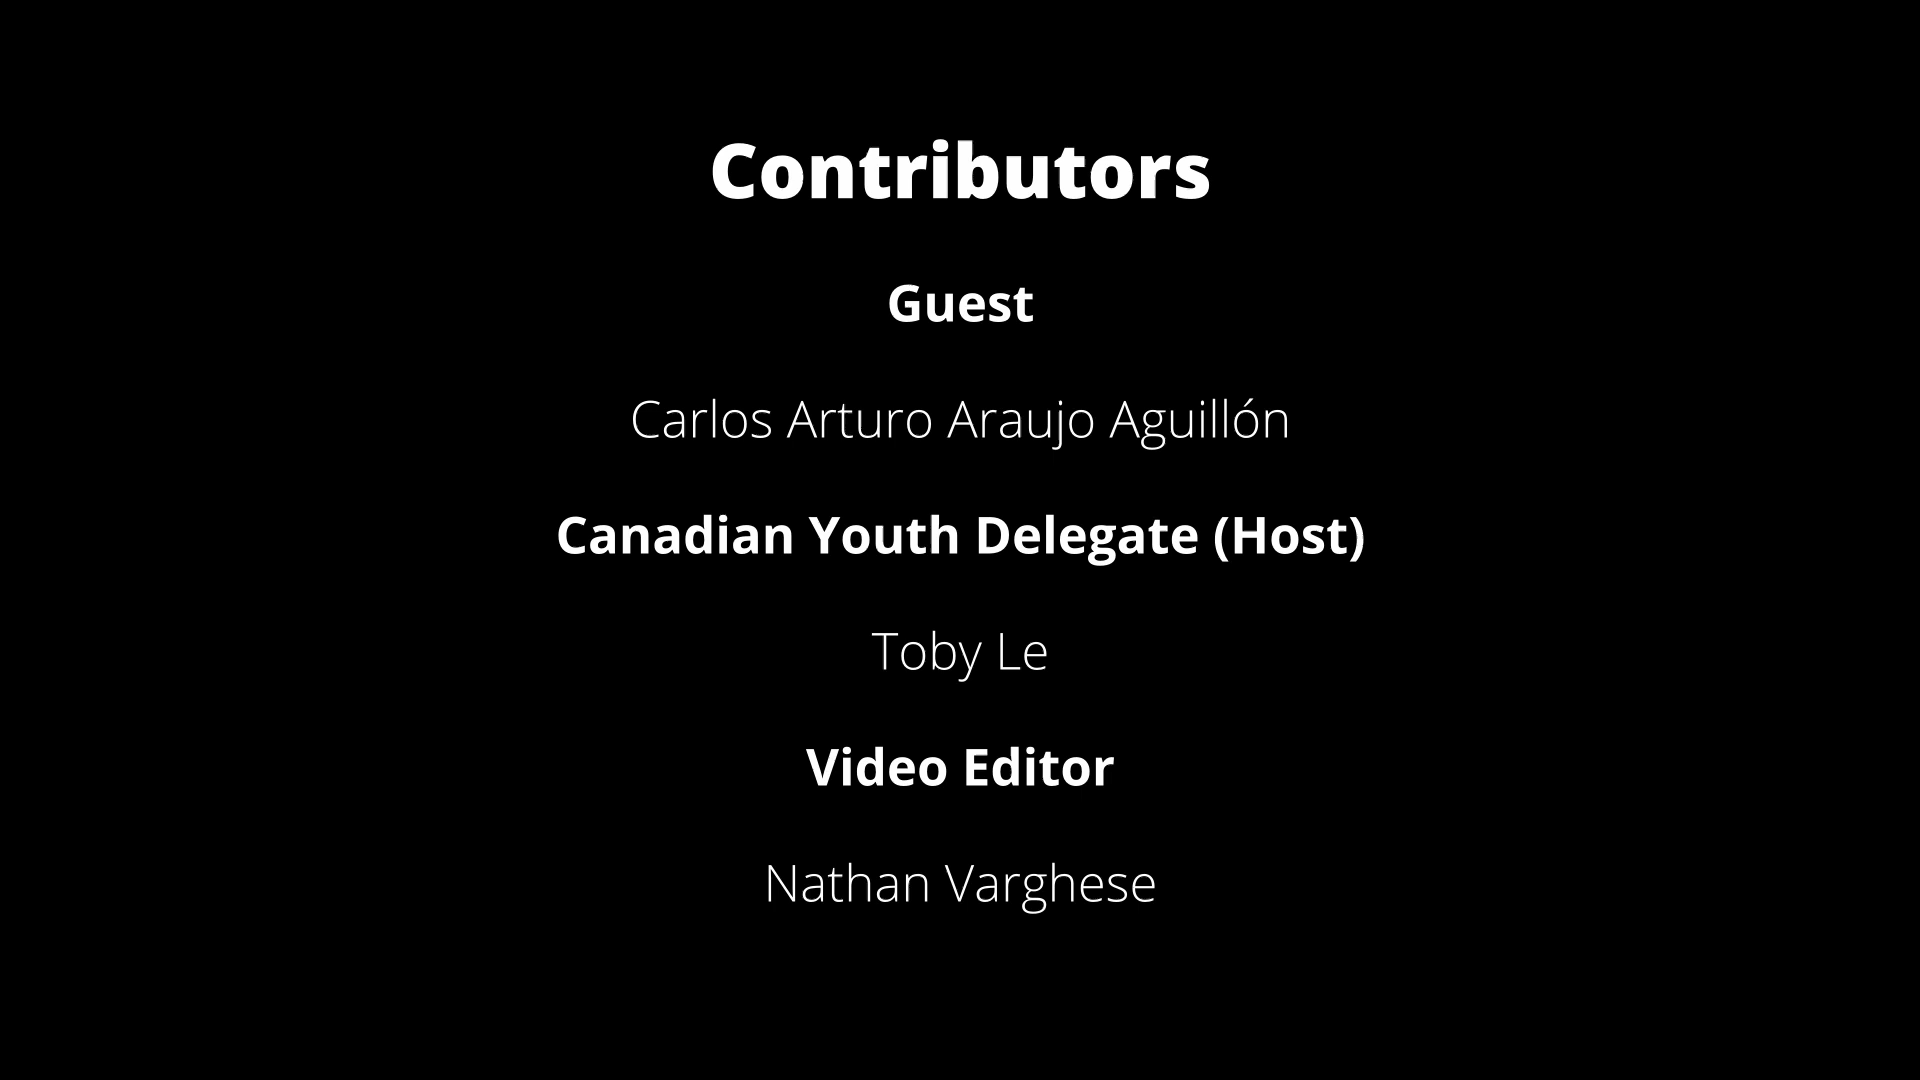 Contributors
Guest
Carlos Arturo Araujo Aguillón
Canadian Youth Delegate (Host)
Toby Le
Video Editor
Nathan Varghese